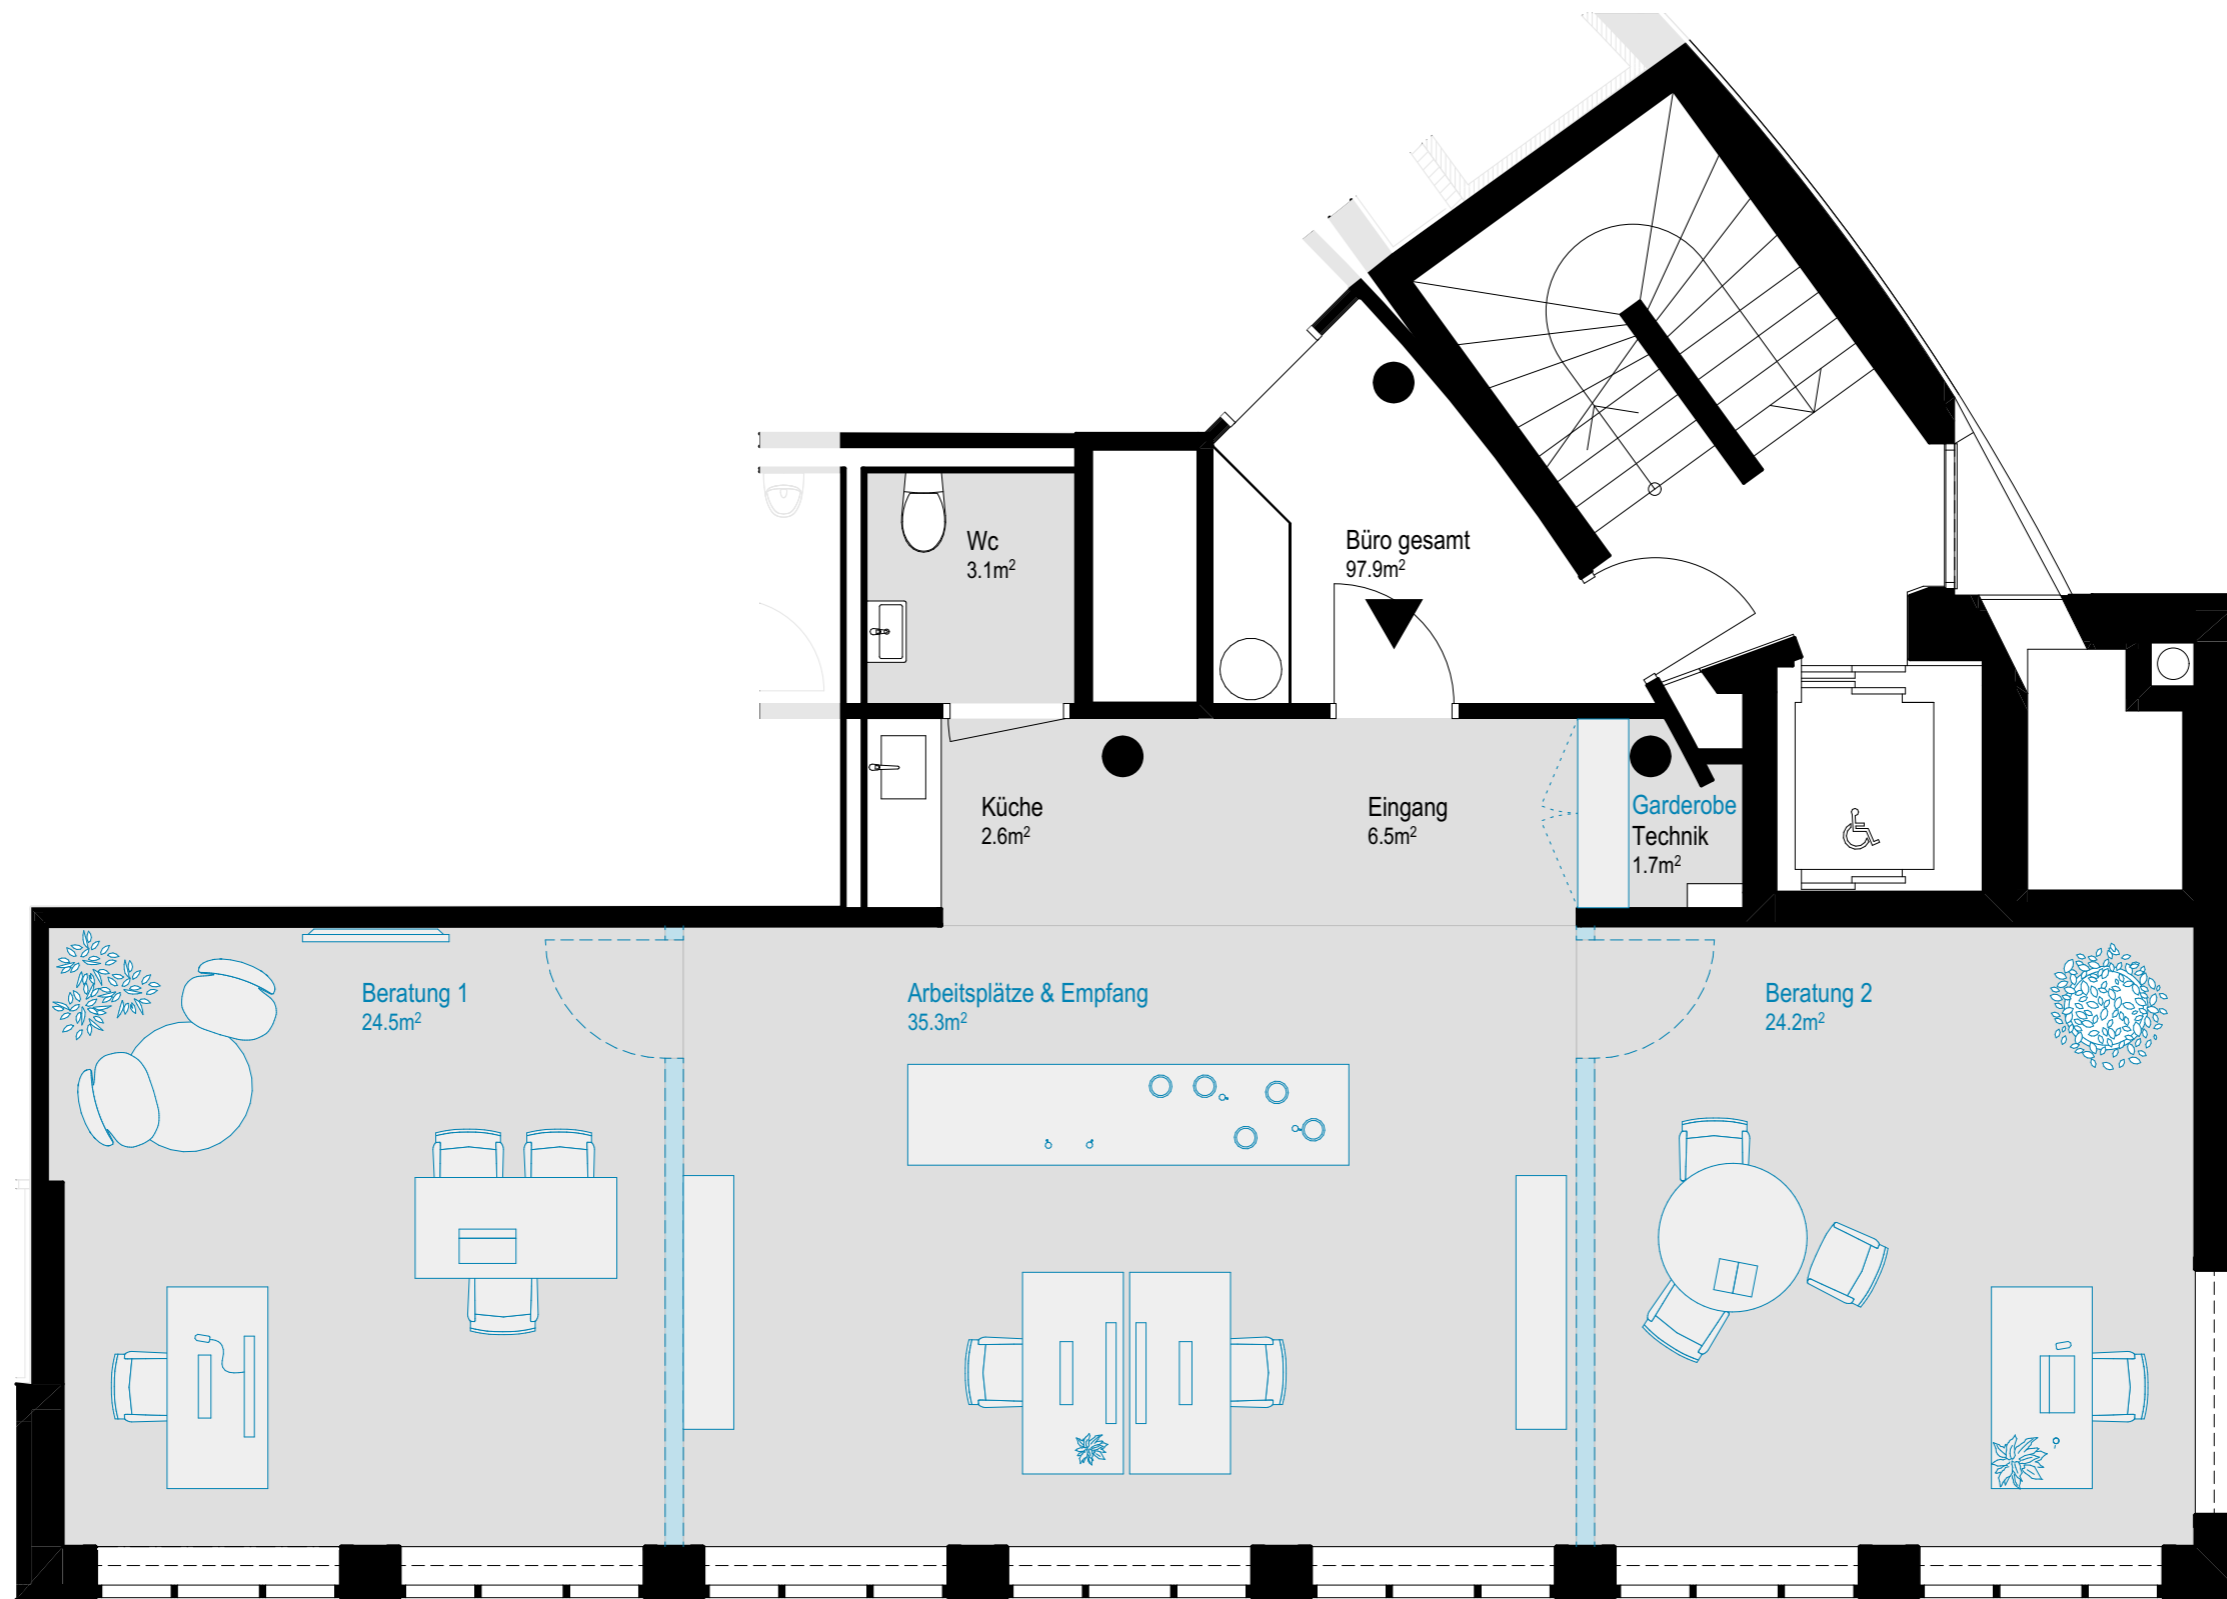 Wc
3.1m²
Büro gesamt
97.9m²
Küche
2.6m²
Eingang
6.5m²
Garderobe
Technik
1.7m²
Beratung 1
24.5m²
Arbeitsplätze & Empfang
35.3m²
Beratung 2
24.2m²